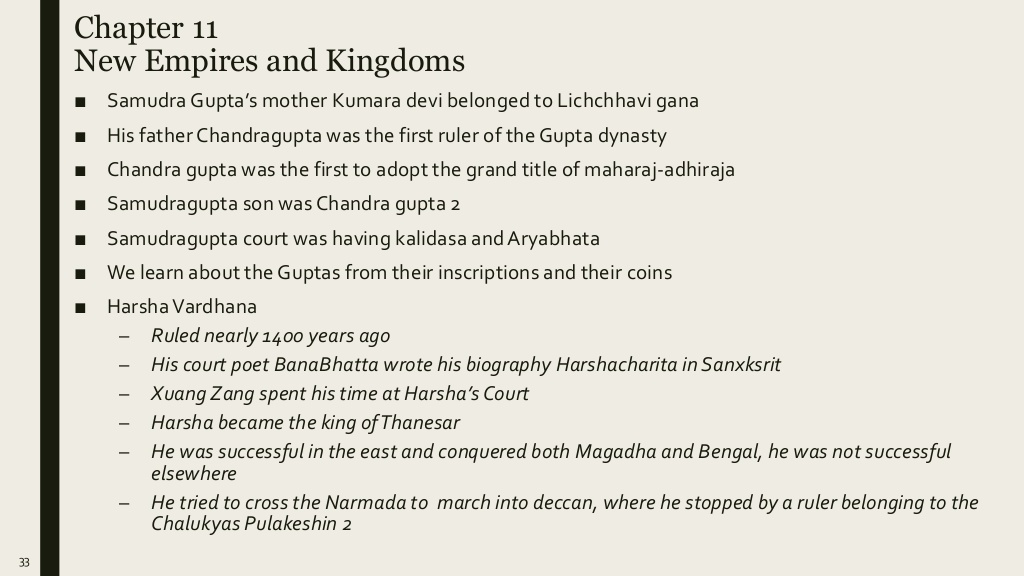 Chapter 11
New Empires and Kingdoms
■ Samudra Gupta's mother Kumara devi belonged to Lichchhavi gana
■ His father Chandragupta was the first ruler of the Gupta dynasty
■ Chandra gupta was the first to adopt the grand title of maharaj-adhiraja
■ Samudragupta son was Chandra gupta 2
■ Samudragupta court was having kalidasa and Aryabhata
■ We learn about the Guptas from their inscriptions and their coins
■ Harsha Vardhana
– Ruled nearly 1400 years ago
– His court poet BanaBhatta wrote his biography Harshacharita in Sanxksrit
– Xuang Zang spent his time at Harsha's Court
– Harsha became the king of Thanesar
– He was successful in the east and conquered both Magadha and Bengal, he was not successful
elsewhere
– He tried to cross the Narmada to  march into deccan, where he stopped by a ruler belonging to the
Chalukyas Pulakeshin 2
33